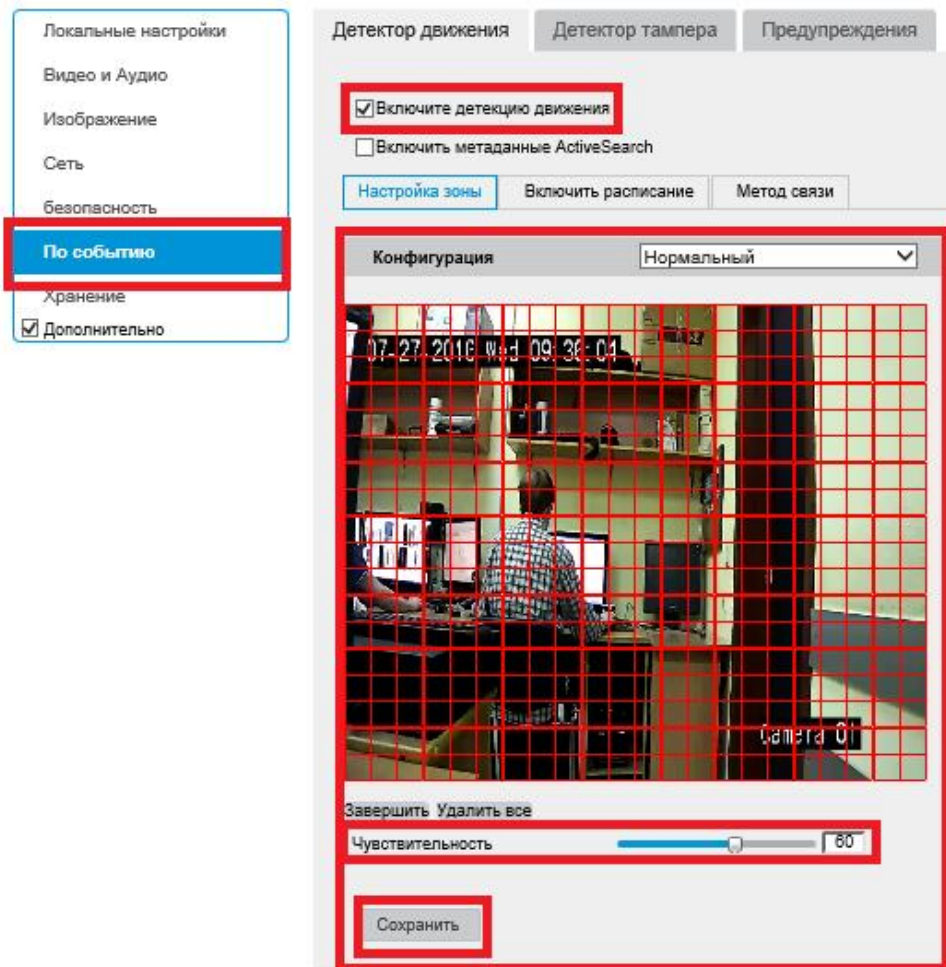 Локальные настройки
Видео и Аудио
Изображение
Сеть
безопасность
По событию
Хранение
Дополнительно
Детектор движения
Детектор тампера
Предупреждения
Включите детекцию движения
Включить метаданные ActiveSearch
Настройка зоны
Включить расписание
Метод связи
Конфигурация
Нормальный
07-27-2016 Wed 09:36:04
Camera 01
Завершить Удалить все
Чувствительность
60
Сохранить